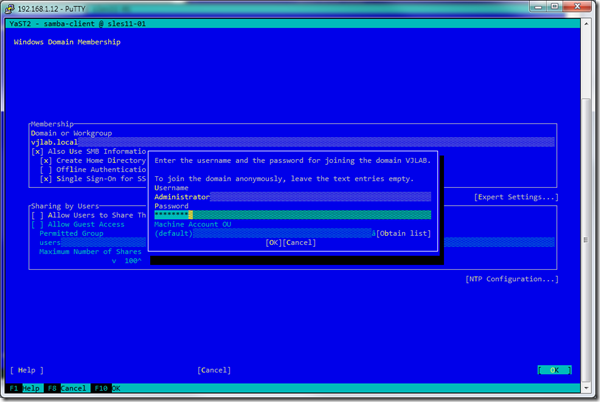 192.168.1.12 - PuTTY
YaST2 - samba-client @ sles11-01
Windows Domain Membership
Membership
Domain or Workgroup
vjlab.local
[x] Also Use SMB Informatio
[x] Create Home Directory
[ ] Offline Authenticatio
[x] Single Sign-On for SS
[Expert Settings...]
Enter the username and the password for joining the domain VJLAB.
To join the domain anonymously, leave the text entries empty.
Username
Administrator
Password
********
Machine Account OU
(default)
[Obtain list]
[OK][Cancel]
Sharing by Users
[ ] Allow Users to Share Th
[ ] Allow Guest Access
Permitted Group
users
Maximum Number of Shares
v 100^
[NTP Configuration...]
[ Help ] [Cancel] [ OK ]
F1 Help F8 Cancel F10 OK